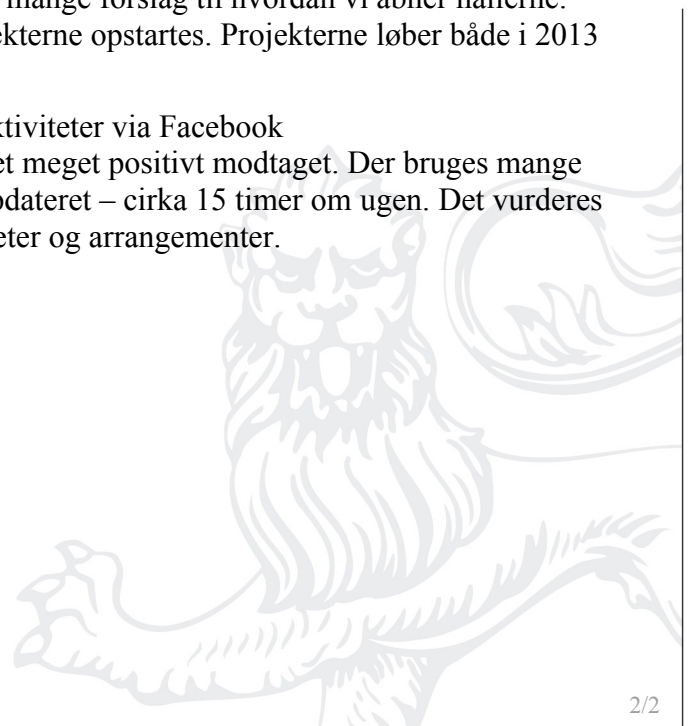 mange forslag til hvordan vi åbner hallerne.
ekterne opstartes. Projekterne løber både i 2013
ktiviteter via Facebook
et meget positivt modtaget. Der bruges mange
odateret – cirka 15 timer om ugen. Det vurderes
eter og arrangementer.
2/2